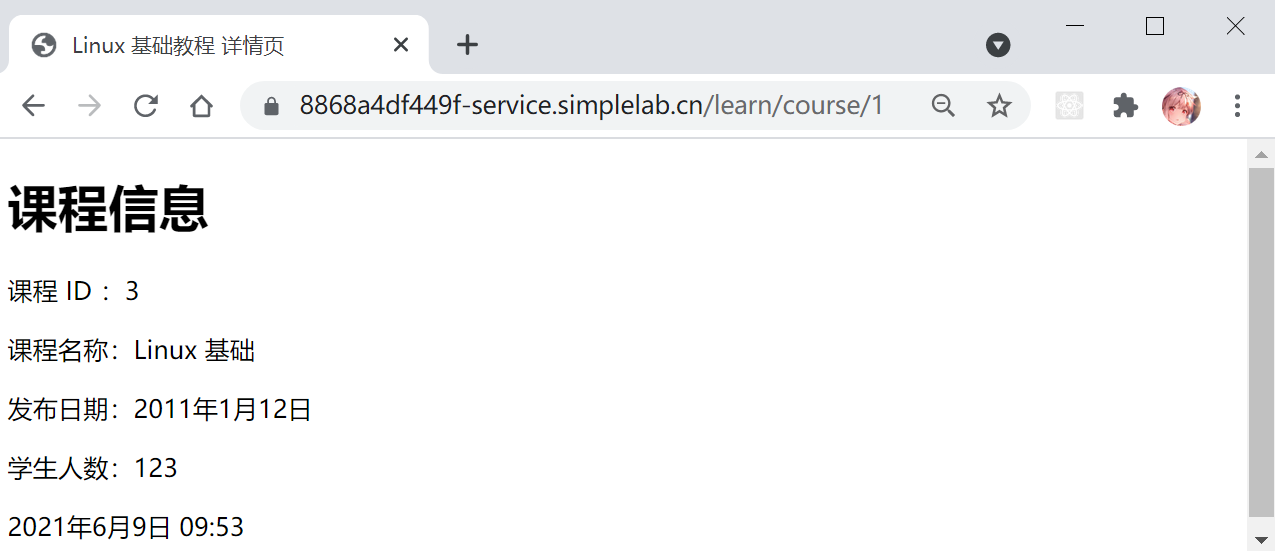 Linux 基础教程 详情页
8868a4df449f-service.simplelab.cn/learn/course/1
课程信息
课程 ID ：3
课程名称：Linux 基础
发布日期：2011年1月12日
学生人数：123
2021年6月9日 09:53